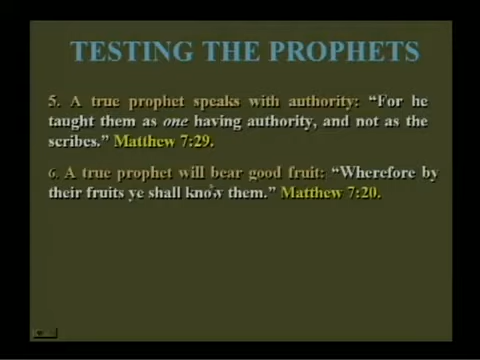 TESTING THE PROPHETS
5. A true prophet speaks with authority: “For he
taught them as one having authority, and not as the
scribes.” Matthew 7:29.
6. A true prophet will bear good fruit: “Wherefore by
their fruits ye shall know them.” Matthew 7:20.